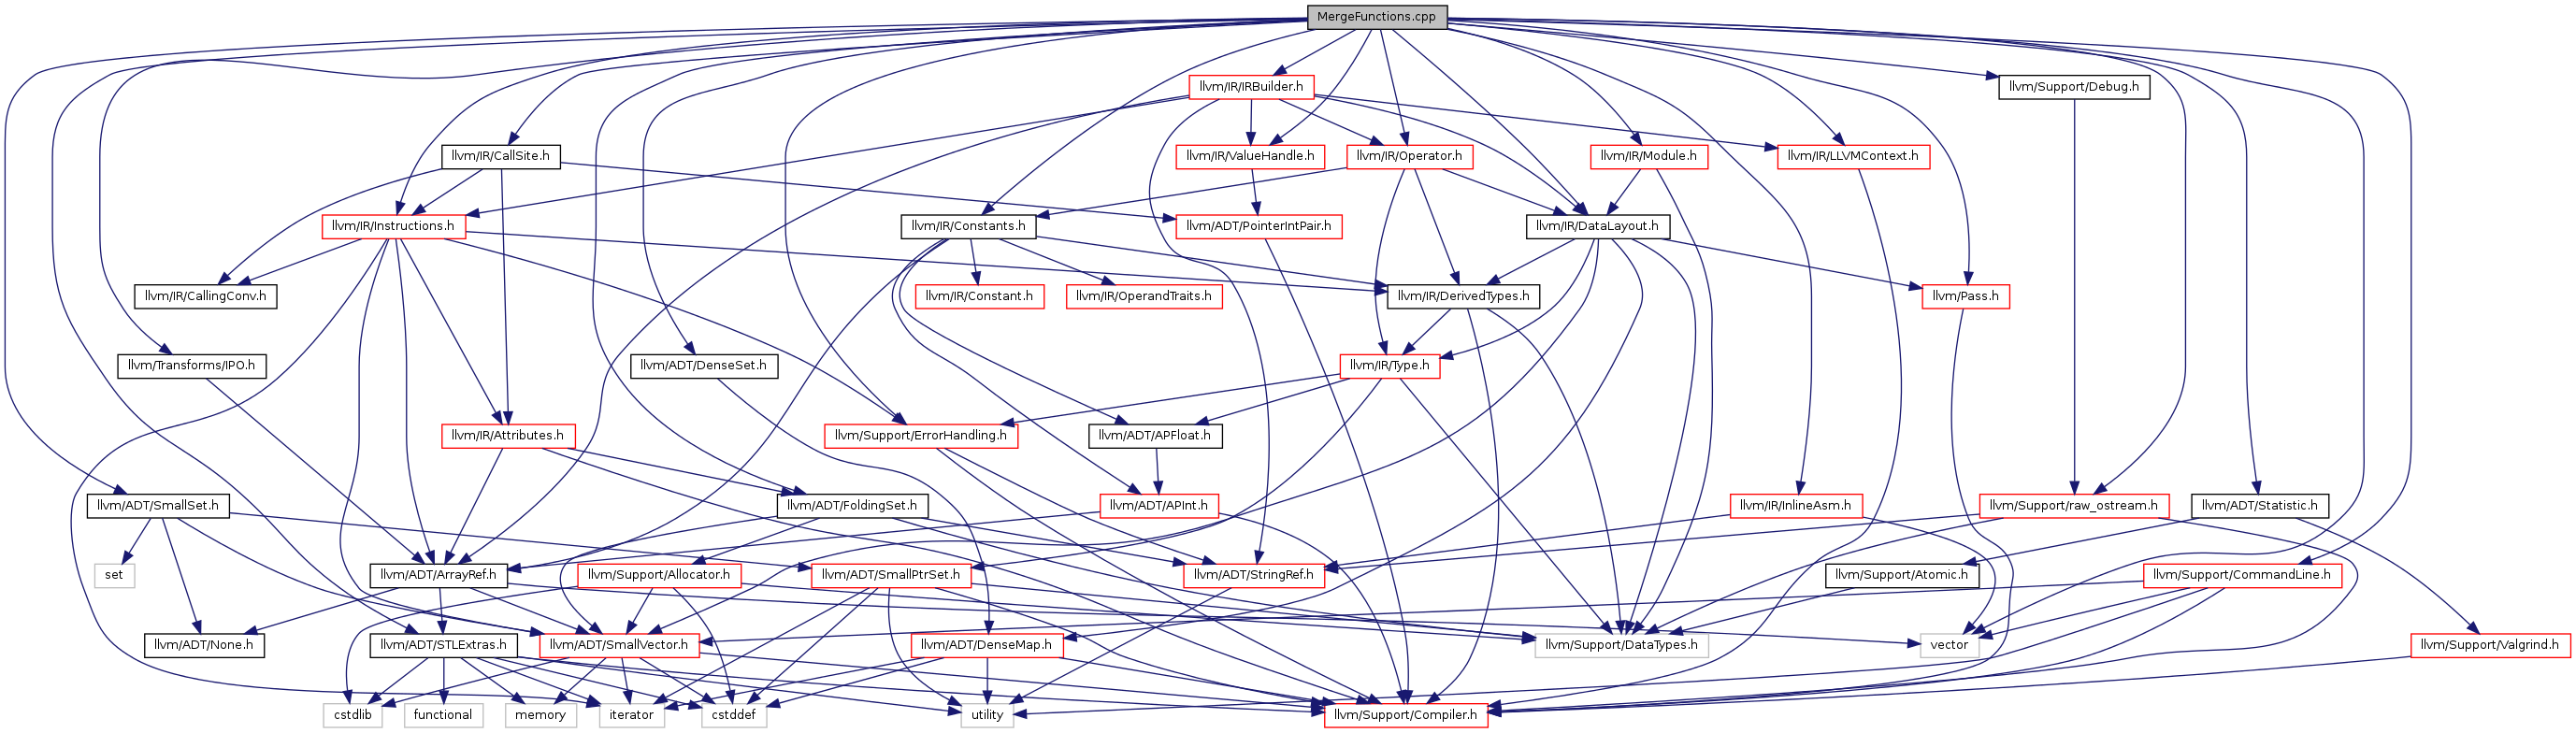 MergeFunctions.cpp
llvm/IR/IRBuilder.h
llvm/Support/Debug.h
llvm/IR/CallSite.h
llvm/IR/ValueHandle.h
llvm/IR/Operator.h
llvm/IR/Module.h
llvm/IR/LLVMContext.h
llvm/IR/Instructions.h
llvm/IR/Constants.h
llvm/ADT/PointerIntPair.h
llvm/IR/DataLayout.h
llvm/IR/CallingConv.h
llvm/IR/Constant.h
llvm/IR/OperandTraits.h
llvm/IR/DerivedTypes.h
llvm/Pass.h
llvm/Transforms/IPO.h
llvm/ADT/DenseSet.h
llvm/IR/Type.h
llvm/IR/Attributes.h
llvm/Support/ErrorHandling.h
llvm/ADT/APFloat.h
llvm/ADT/SmallSet.h
llvm/ADT/FoldingSet.h
llvm/ADT/APInt.h
llvm/IR/InlineAsm.h
llvm/Support/raw_ostream.h
llvm/ADT/Statistic.h
set
llvm/ADT/ArrayRef.h
llvm/Support/Allocator.h
llvm/ADT/SmallPtrSet.h
llvm/ADT/StringRef.h
llvm/Support/Atomic.h
llvm/Support/CommandLine.h
llvm/ADT/None.h
llvm/ADT/STLExtras.h
llvm/ADT/SmallVector.h
llvm/ADT/DenseMap.h
llvm/Support/DataTypes.h
vector
llvm/Support/Valgrind.h
cstdlib
functional
memory
iterator
cstddef
utility
llvm/Support/Compiler.h